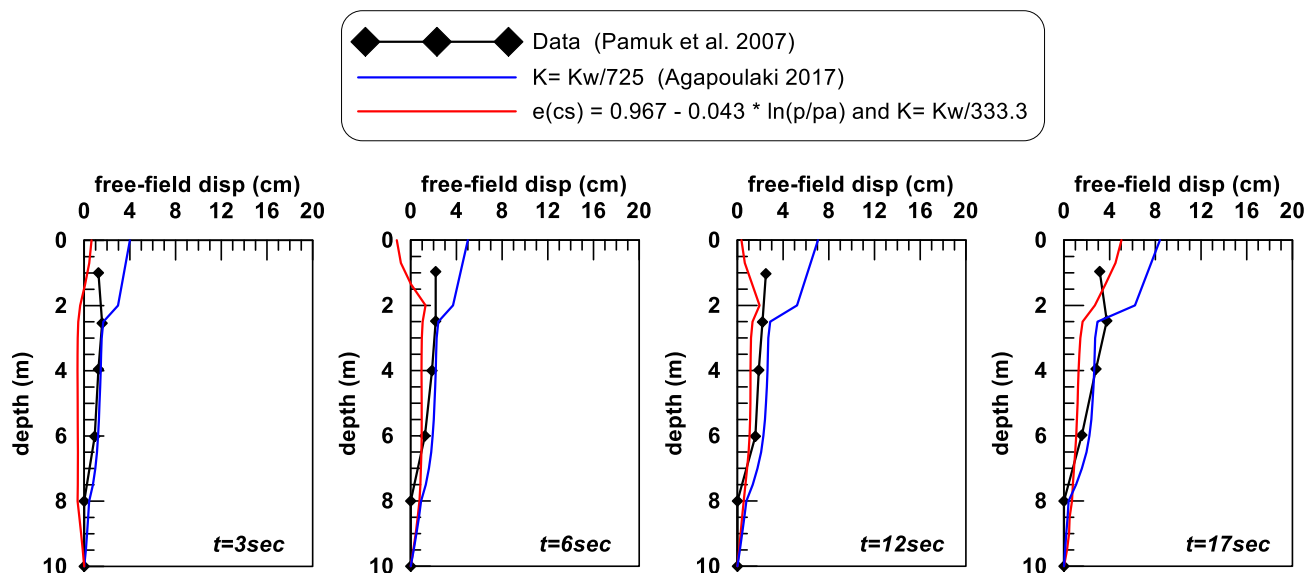 Data (Pamuk et al. 2007)
K= Kw/725 (Agapoulaki 2017)
e(cs) = 0.967 - 0.043 * ln(p/pa) and K= Kw/333.3
free-field disp (cm)
0 4 8 12 16 20
0
2
4
6
8
10
depth (m)
t=3sec
free-field disp (cm)
0 4 8 12 16 20
0
2
4
6
8
10
depth (m)
t=6sec
free-field disp (cm)
0 4 8 12 16 20
0
2
4
6
8
10
depth (m)
t=12sec
free-field disp (cm)
0 4 8 12 16 20
0
2
4
6
8
10
depth (m)
t=17sec